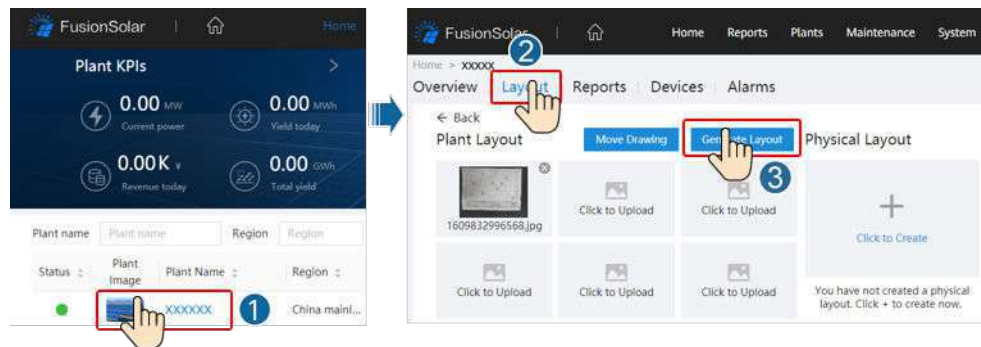 FusionSolar
Home
Plant KPIs
>
0.00 MW
Current power
0.00 MWh
Yield today
0.00K ¥
Revenue today
0.00 GWh
Total yield
Plant name
Plant name
Region
Region
Status
Plant Image
Plant Name
Region
XXXXXX
1
China mainl...
FusionSolar
Home Reports Plants Maintenance System
Home > XXXXX
2
Overview Layout Reports Devices Alarms
← Back
Plant Layout
Move Drawing
Generate Layout
Physical Layout
3
1609832996568.jpg
Click to Upload
Click to Upload
Click to Create
Click to Upload
Click to Upload
Click to Upload
You have not created a physical
layout. Click + to create now.